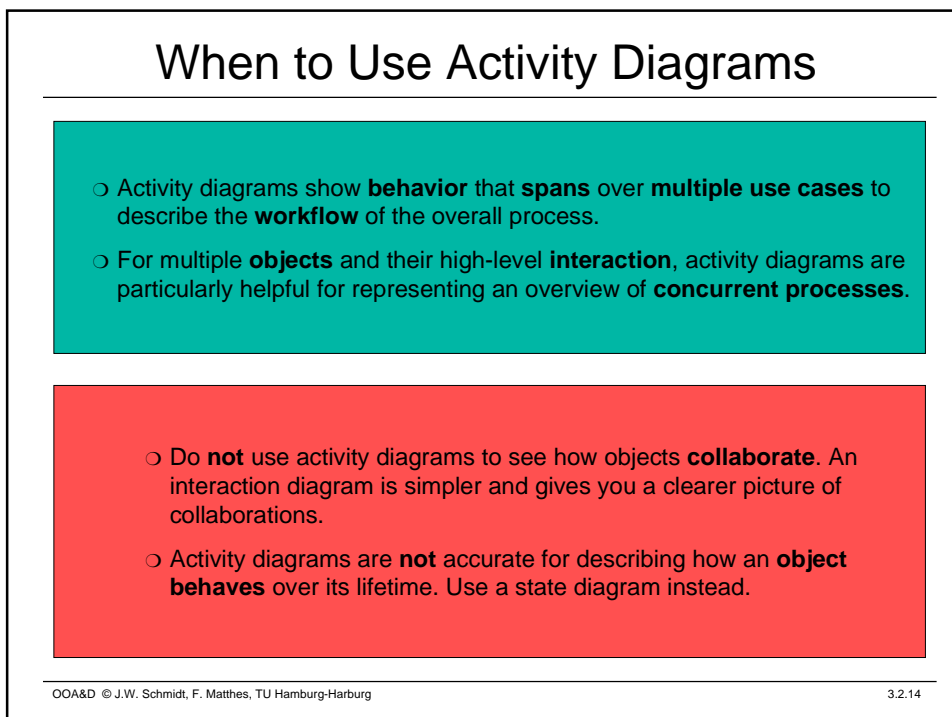 When to Use Activity Diagrams
❍ Activity diagrams show behavior that spans over multiple use cases to
describe the workflow of the overall process.
❍ For multiple objects and their high-level interaction, activity diagrams are
particularly helpful for representing an overview of concurrent processes.
❍ Do not use activity diagrams to see how objects collaborate. An
interaction diagram is simpler and gives you a clearer picture of
collaborations.
❍ Activity diagrams are not accurate for describing how an object
behaves over its lifetime. Use a state diagram instead.
OOA&D © J.W. Schmidt, F. Matthes, TU Hamburg-Harburg 3.2.14